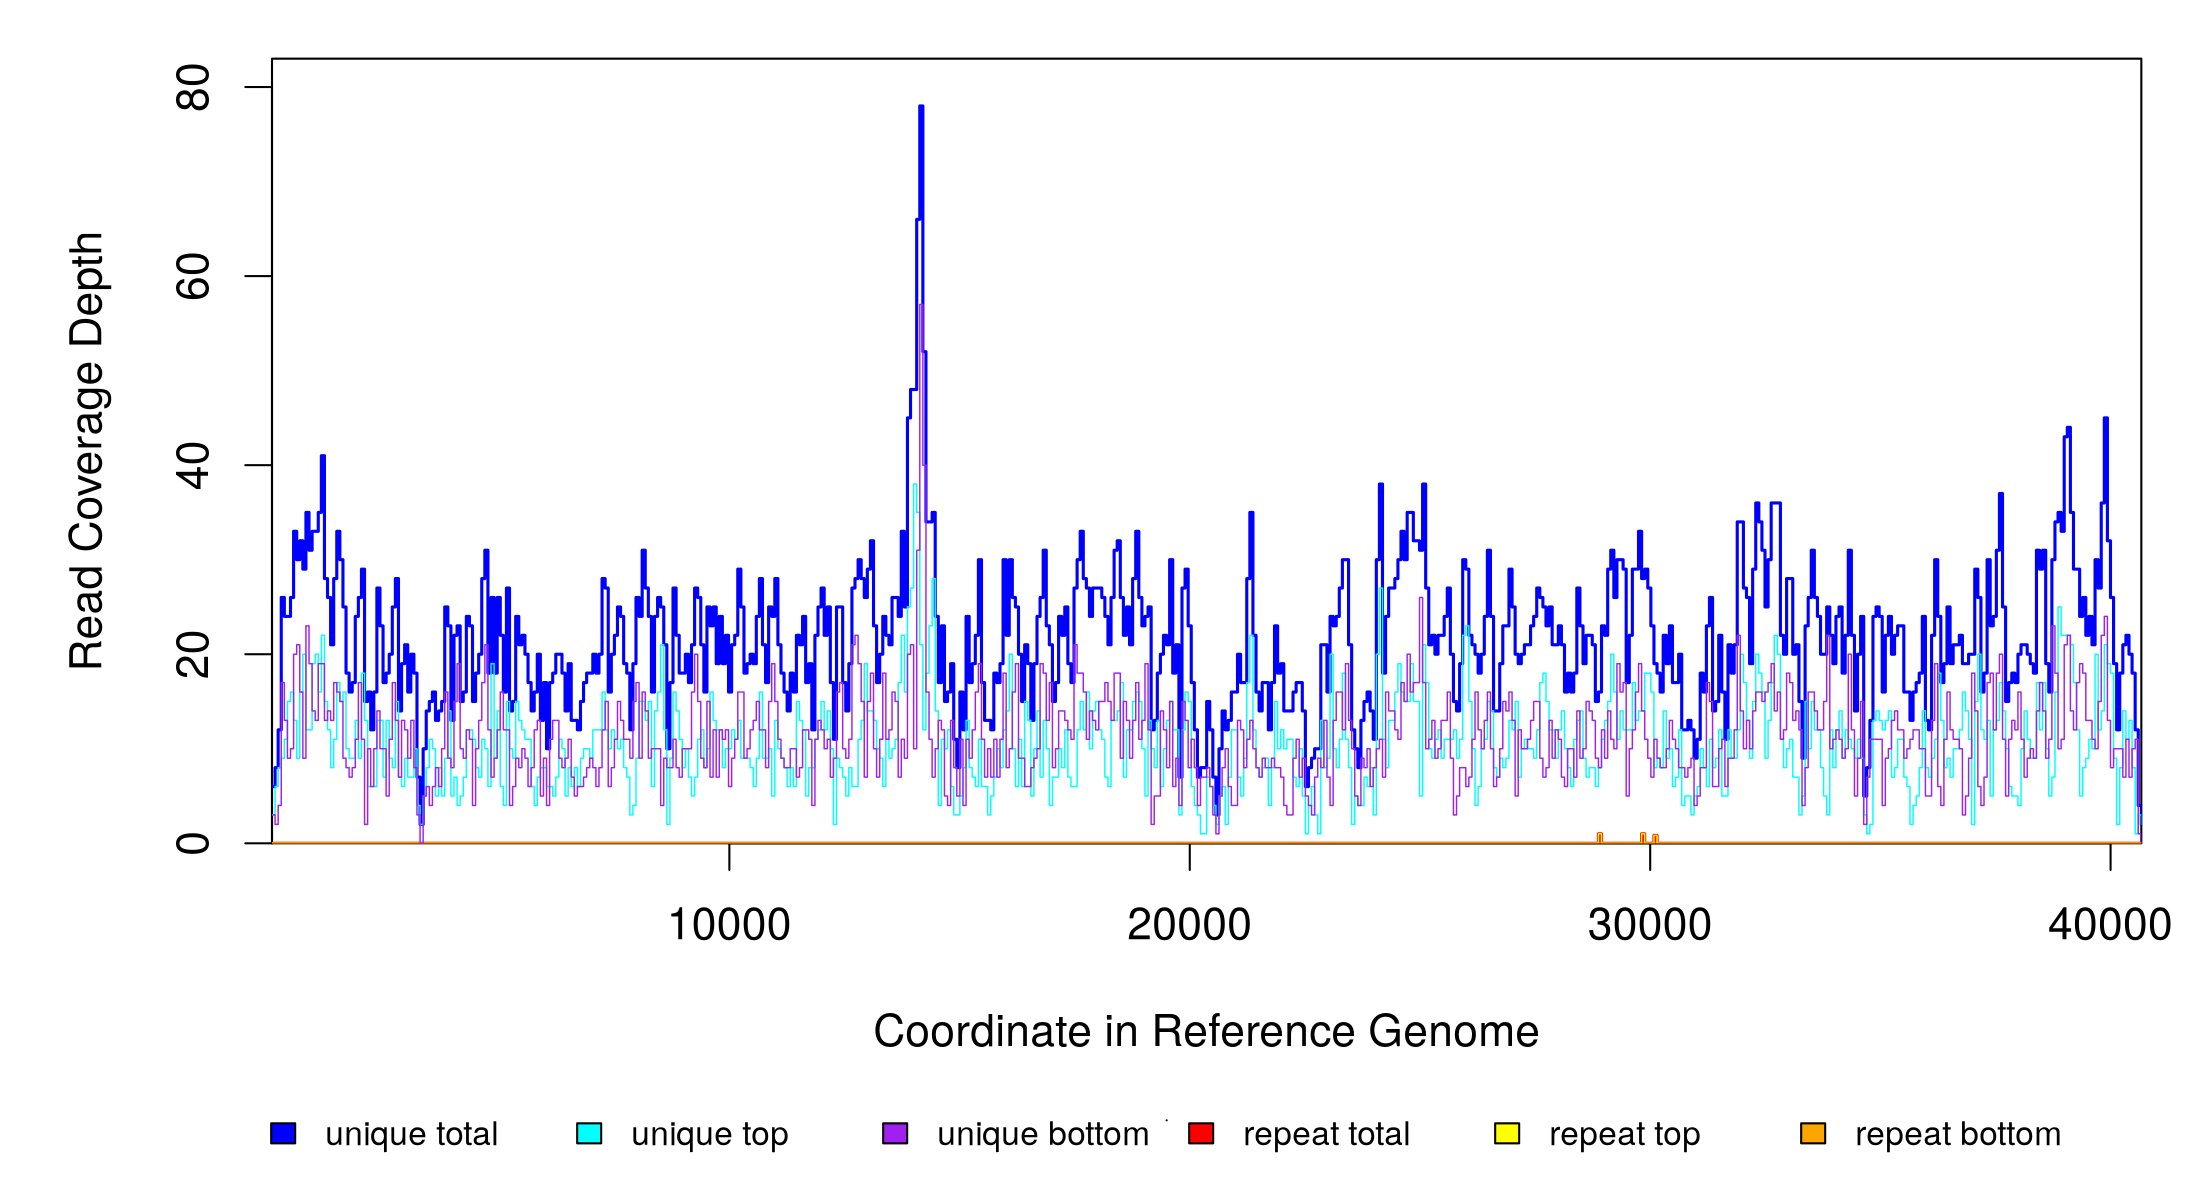 Read Coverage Depth
80
60
40
20
0
10000 20000 30000 40000
Coordinate in Reference Genome
unique total unique top unique bottom repeat total repeat top repeat bottom